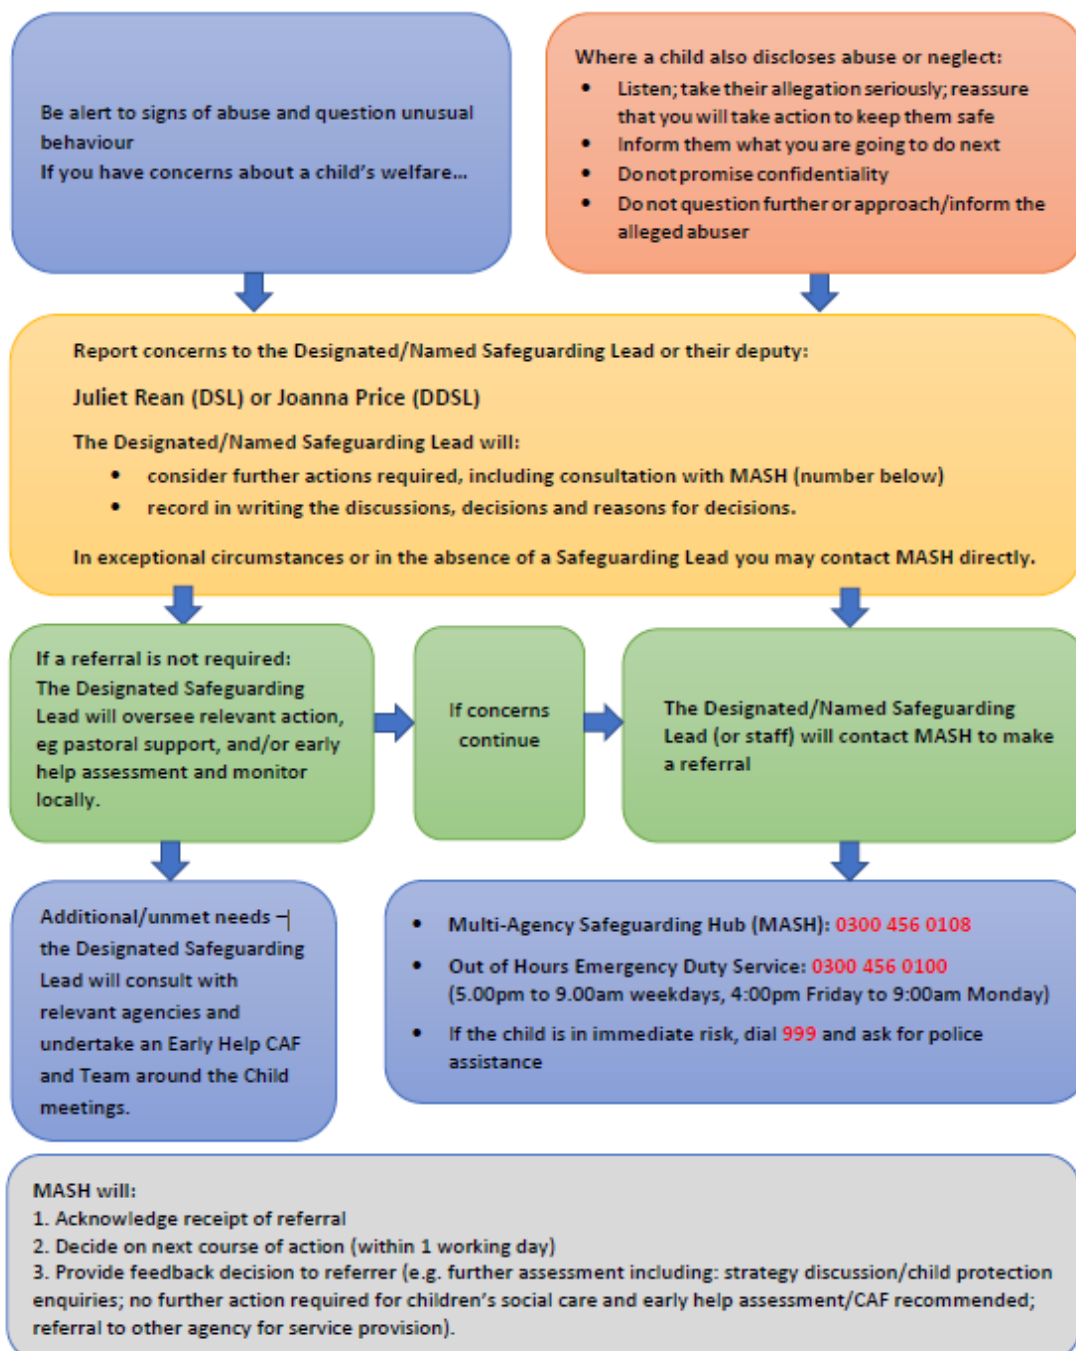 Be alert to signs of abuse and question unusual
behaviour
If you have concerns about a child's welfare...
Where a child also discloses abuse or neglect:
• Listen; take their allegation seriously; reassure
that you will take action to keep them safe
• Inform them what you are going to do next
• Do not promise confidentiality
• Do not question further or approach/inform the
alleged abuser
Report concerns to the Designated/Named Safeguarding Lead or their deputy:
Juliet Rean (DSL) or Joanna Price (DDSL)
The Designated/Named Safeguarding Lead will:
• consider further actions required, including consultation with MASH (number below)
• record in writing the discussions, decisions and reasons for decisions.
In exceptional circumstances or in the absence of a Safeguarding Lead you may contact MASH directly.
If a referral is not required:
The Designated Safeguarding
Lead will oversee relevant action,
eg pastoral support, and/or early
help assessment and monitor
locally.
If concerns
continue
The Designated/Named Safeguarding
Lead (or staff) will contact MASH to make
a referral
Additional/unmet needs –
the Designated Safeguarding
Lead will consult with
relevant agencies and
undertake an Early Help CAF
and Team around the Child
meetings.
• Multi-Agency Safeguarding Hub (MASH): 0300 456 0108
• Out of Hours Emergency Duty Service: 0300 456 0100
(5.00pm to 9.00am weekdays, 4:00pm Friday to 9:00am Monday)
• If the child is in immediate risk, dial 999 and ask for police
assistance
MASH will:
1. Acknowledge receipt of referral
2. Decide on next course of action (within 1 working day)
3. Provide feedback decision to referrer (e.g. further assessment including: strategy discussion/child protection
enquiries; no further action required for children's social care and early help assessment/CAF recommended;
referral to other agency for service provision).